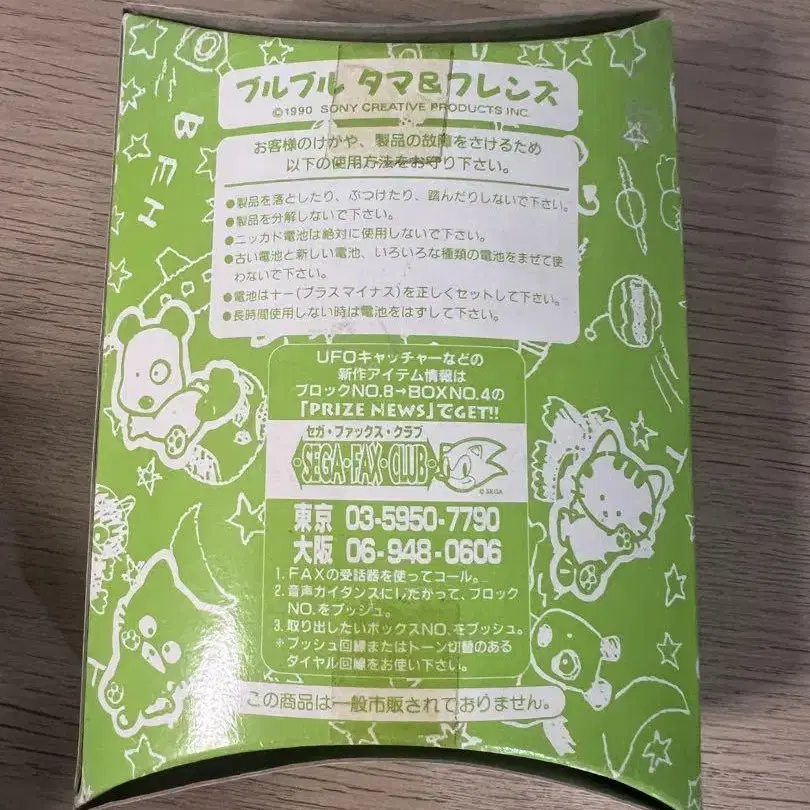 ブルブル タマ&フレンズ
©1990 SONY CREATIVE PRODUCTS INC.
お客様のけがや、製品の故障をさけるため
以下の使用方法をお守り下さい。
●製品を落としたり、ぶつけたり、踏んだりしないで下さい。
●製品を分解しないで下さい。
●ニッカド電池は絶対に使用しないで下さい。
●古い電池と新しい電池、いろいろな種類の電池をまぜて使
わないで下さい。
●電池は+-(プラスマイナス)を正しくセットして下さい。
●長時間使用しない時は電池をはずして下さい。
UFOキャッチャーなどの
新作アイテム情報は
ブロックNO.8→BOXNO.4の
「PRIZE NEWS」でGET!!
セガ・ファックス・クラブ
SEGA・FAX・CLUB
© SEGA
東京 03-5950-7790
大阪 06-948-0606
1. FAXの受話器を使ってコール。
2. 音声ガイタンスにしたかって、ブロック
NO.をプッシュ。
3. 取り出したいボックスNO.をプッシュ。
*プッシュ回線またはトーン切替のある
ダイヤル回線をお使い下さい。
この商品は一般市販されておりません。